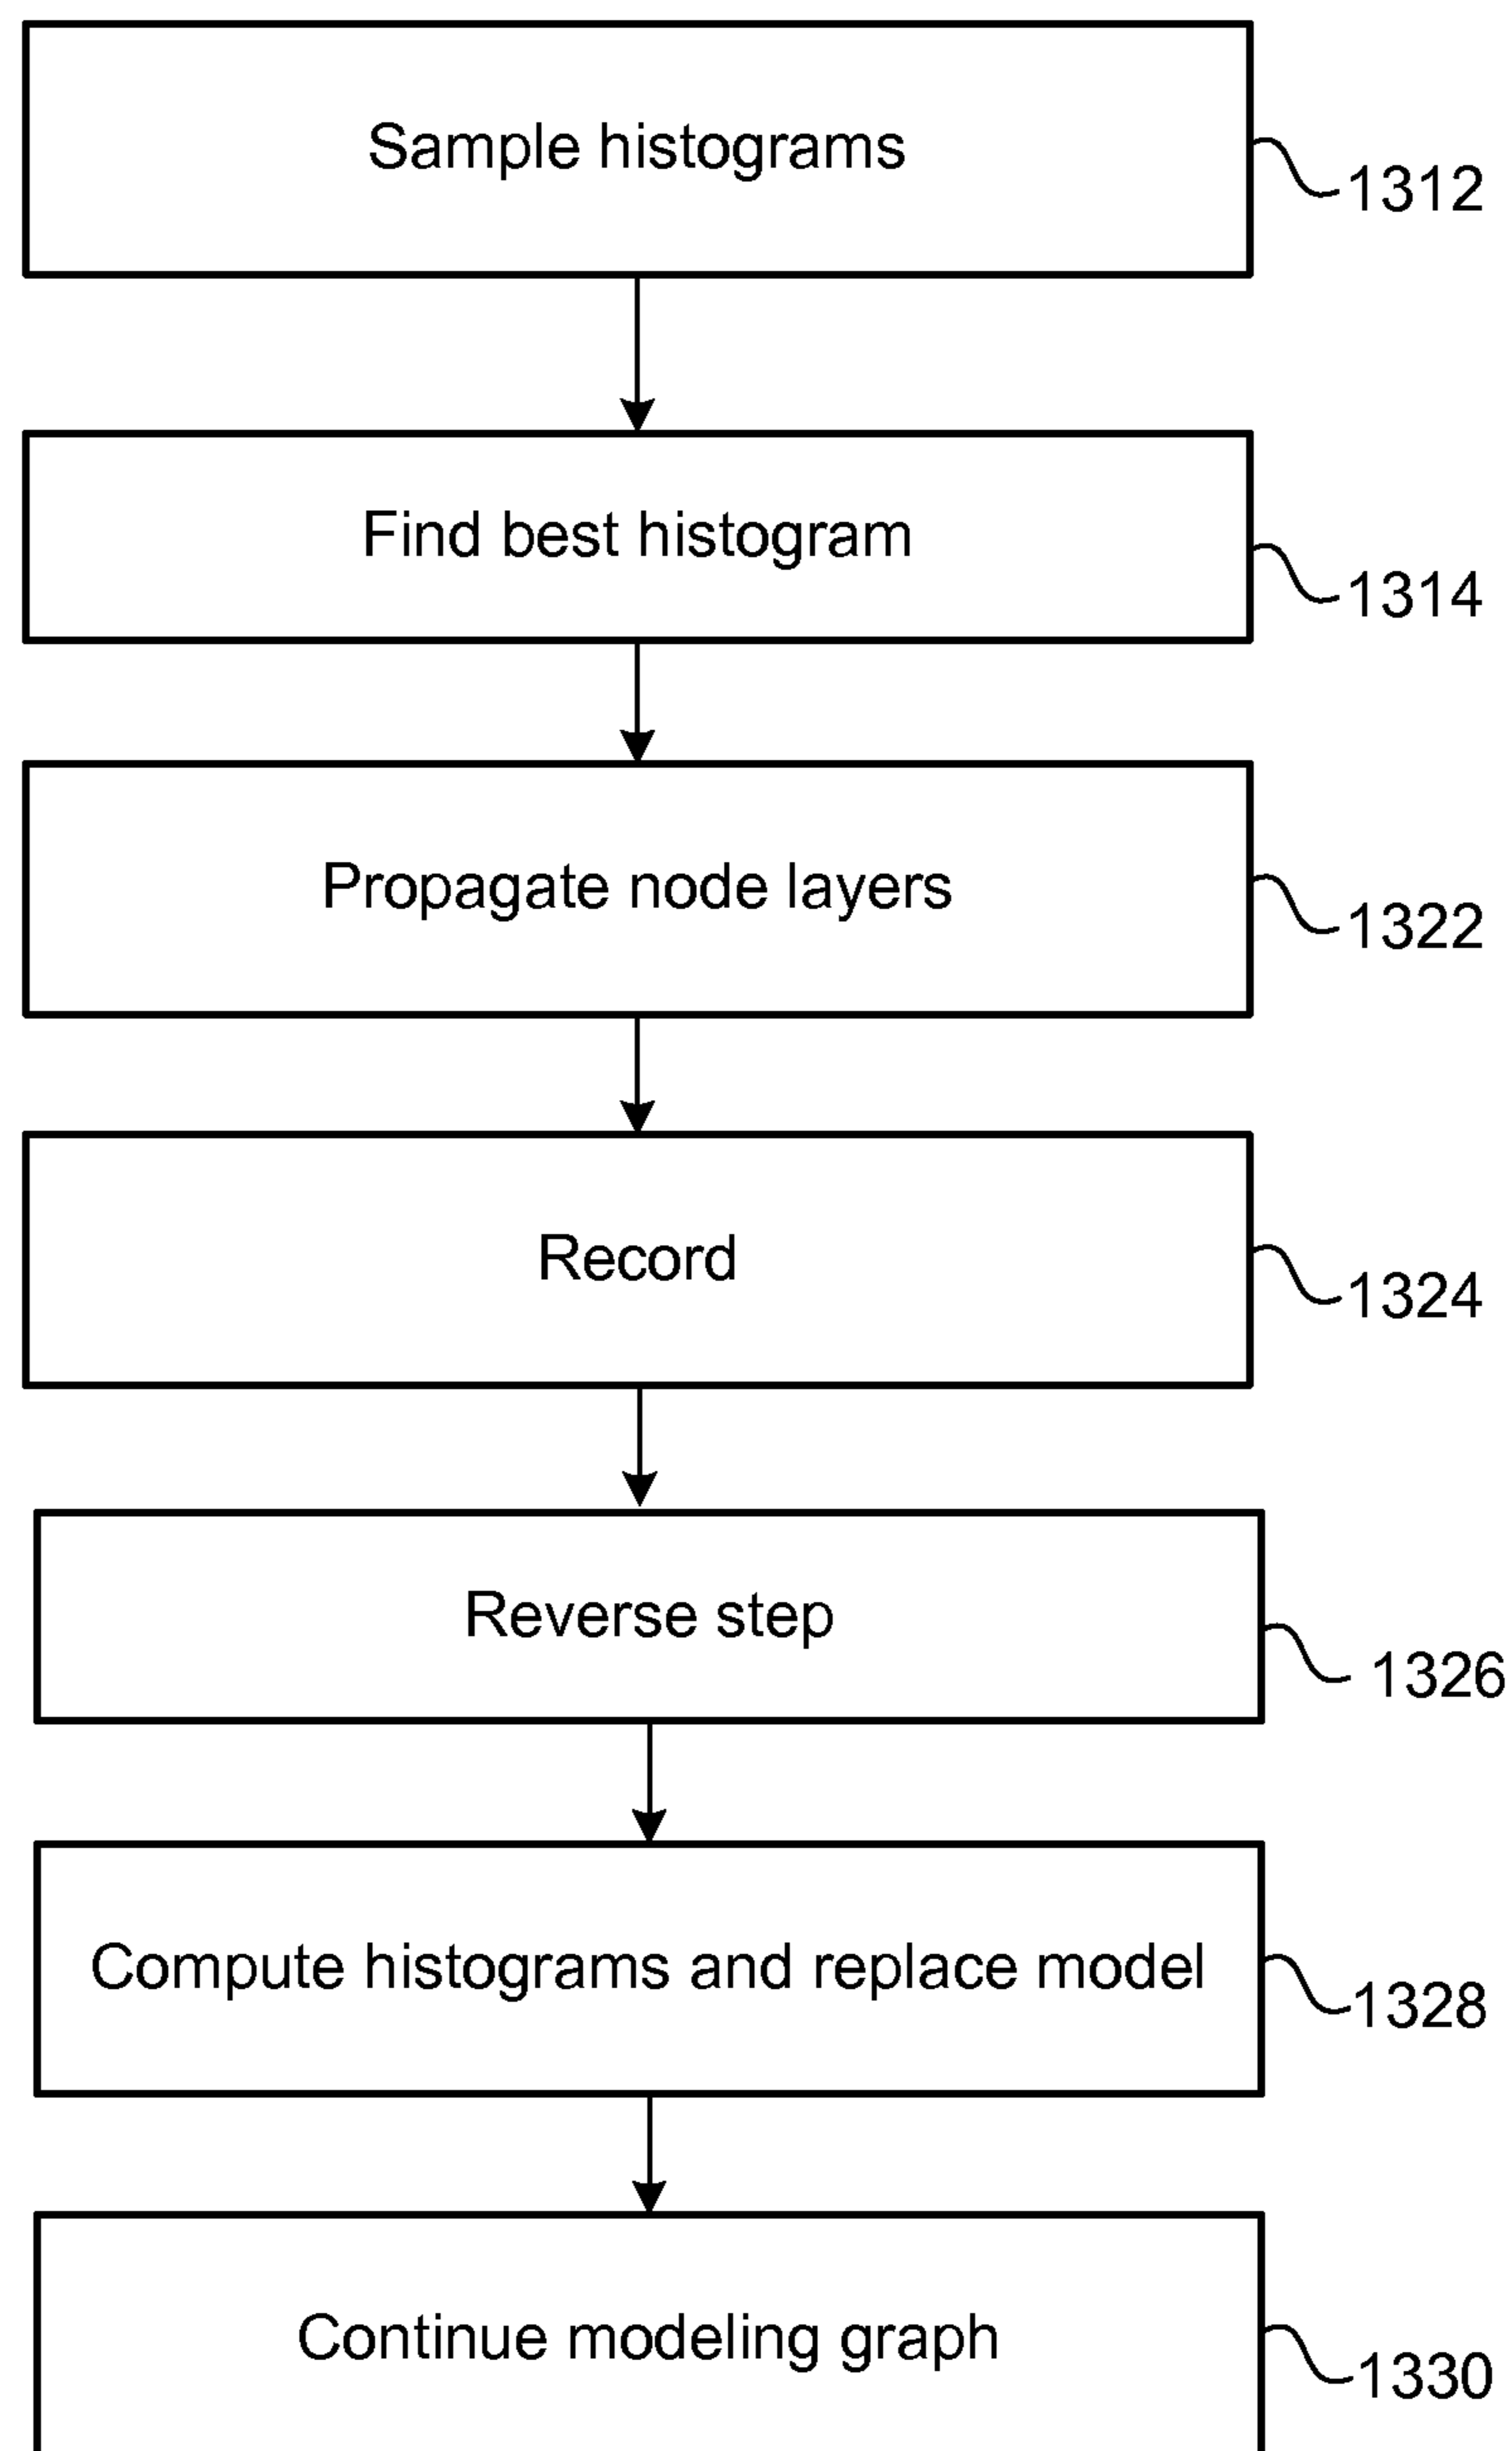 Sample histograms
1312
Find best histogram
1314
Propagate node layers
1322
Record
1324
Reverse step
1326
Compute histograms and replace model
1328
Continue modeling graph
1330